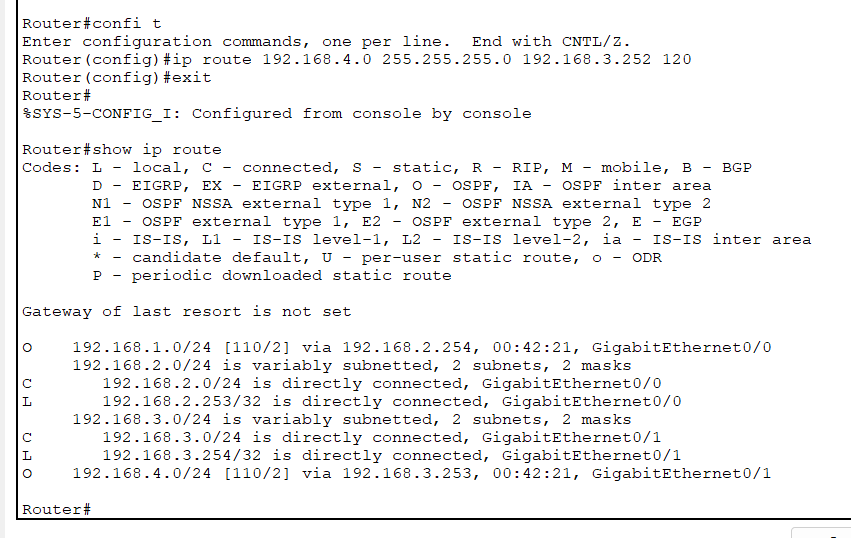 Router#confi t
Enter configuration commands, one per line.  End with CNTL/Z.
Router(config)#ip route 192.168.4.0 255.255.255.0 192.168.3.252 120
Router(config)#exit
Router#
%SYS-5-CONFIG_I: Configured from console by console

Router#show ip route
Codes: L - local, C - connected, S - static, R - RIP, M - mobile, B - BGP
       D - EIGRP, EX - EIGRP external, O - OSPF, IA - OSPF inter area
       N1 - OSPF NSSA external type 1, N2 - OSPF NSSA external type 2
       E1 - OSPF external type 1, E2 - OSPF external type 2, E - EGP
       i - IS-IS, L1 - IS-IS level-1, L2 - IS-IS level-2, ia - IS-IS inter area
       * - candidate default, U - per-user static route, o - ODR
       P - periodic downloaded static route

Gateway of last resort is not set

O    192.168.1.0/24 [110/2] via 192.168.2.254, 00:42:21, GigabitEthernet0/0
     192.168.2.0/24 is variably subnetted, 2 subnets, 2 masks
C       192.168.2.0/24 is directly connected, GigabitEthernet0/0
L       192.168.2.253/32 is directly connected, GigabitEthernet0/0
     192.168.3.0/24 is variably subnetted, 2 subnets, 2 masks
C       192.168.3.0/24 is directly connected, GigabitEthernet0/1
L       192.168.3.254/32 is directly connected, GigabitEthernet0/1
O    192.168.4.0/24 [110/2] via 192.168.3.253, 00:42:21, GigabitEthernet0/1

Router#